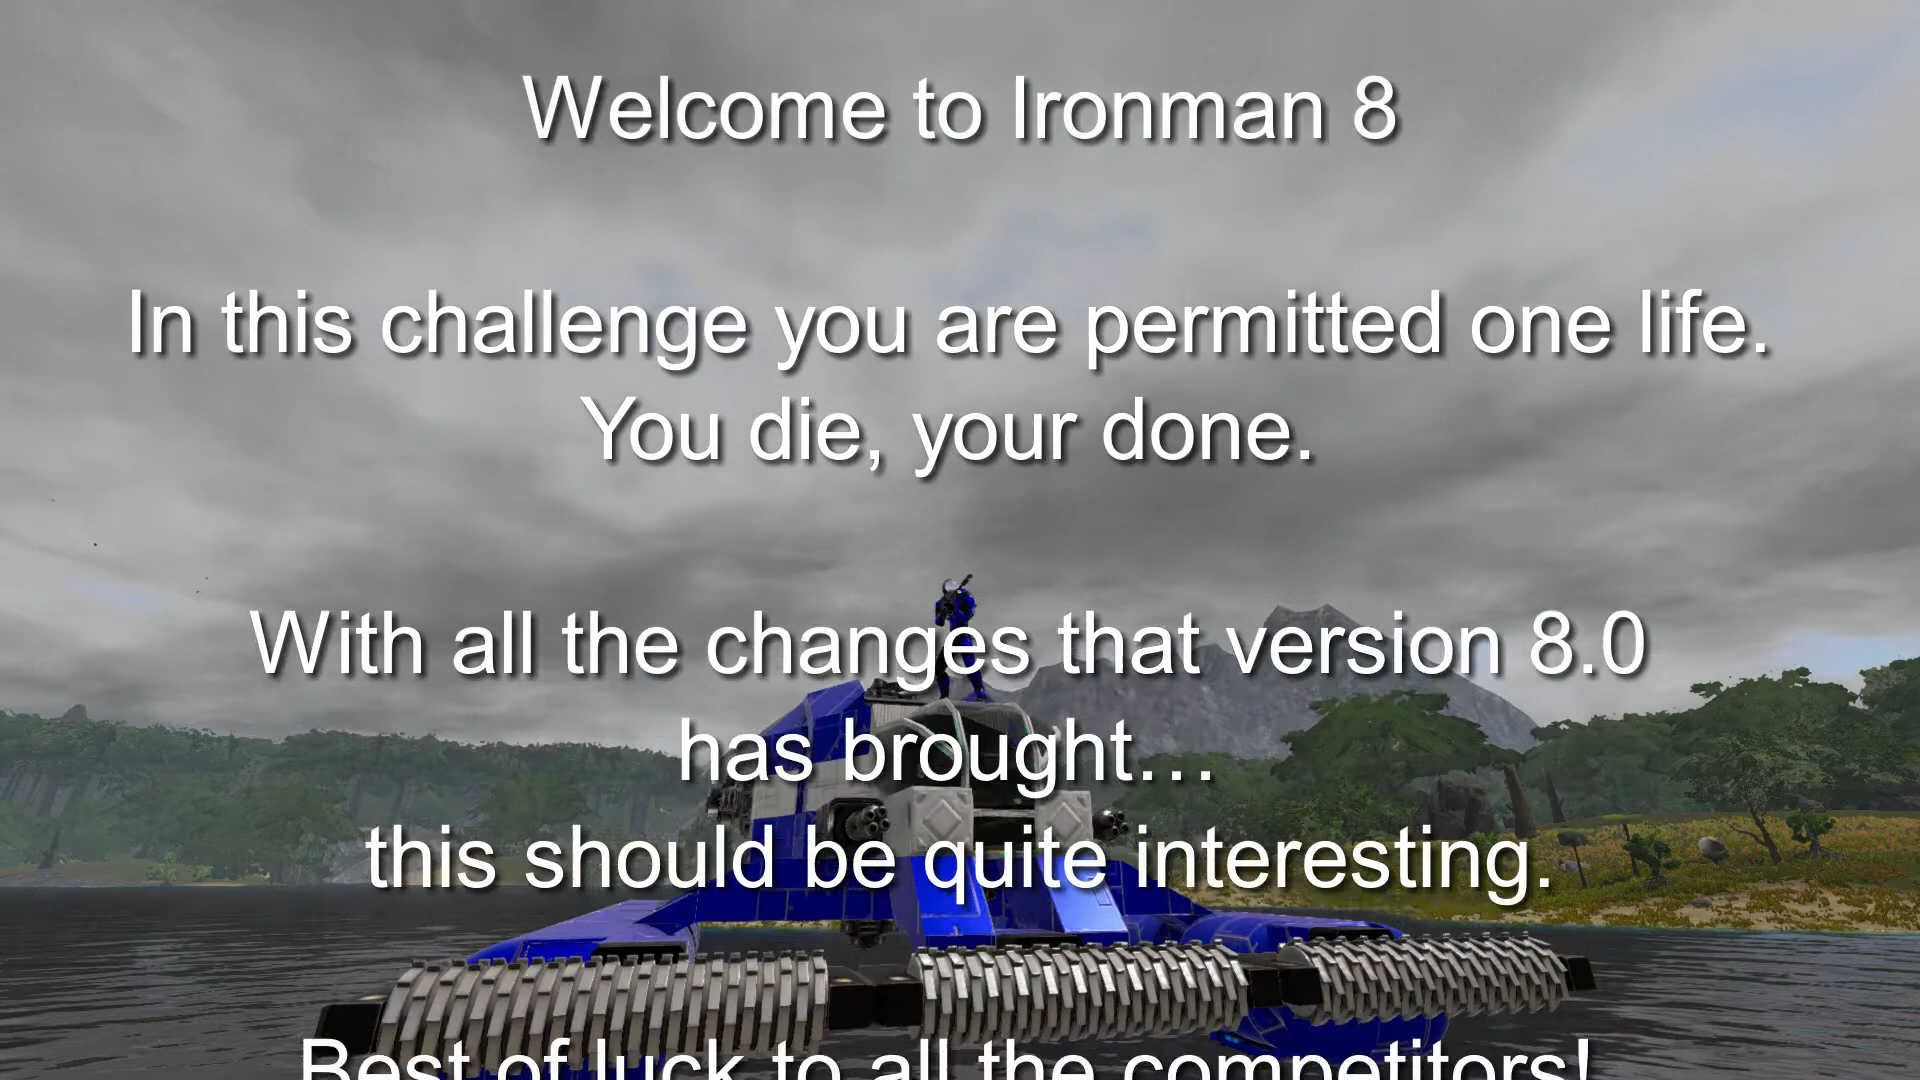 Welcome to Ironman 8
In this challenge you are permitted one life.
You die, your done.
With all the changes that version 8.0
has brought…
this should be quite interesting.
Best of luck to all the competitors!